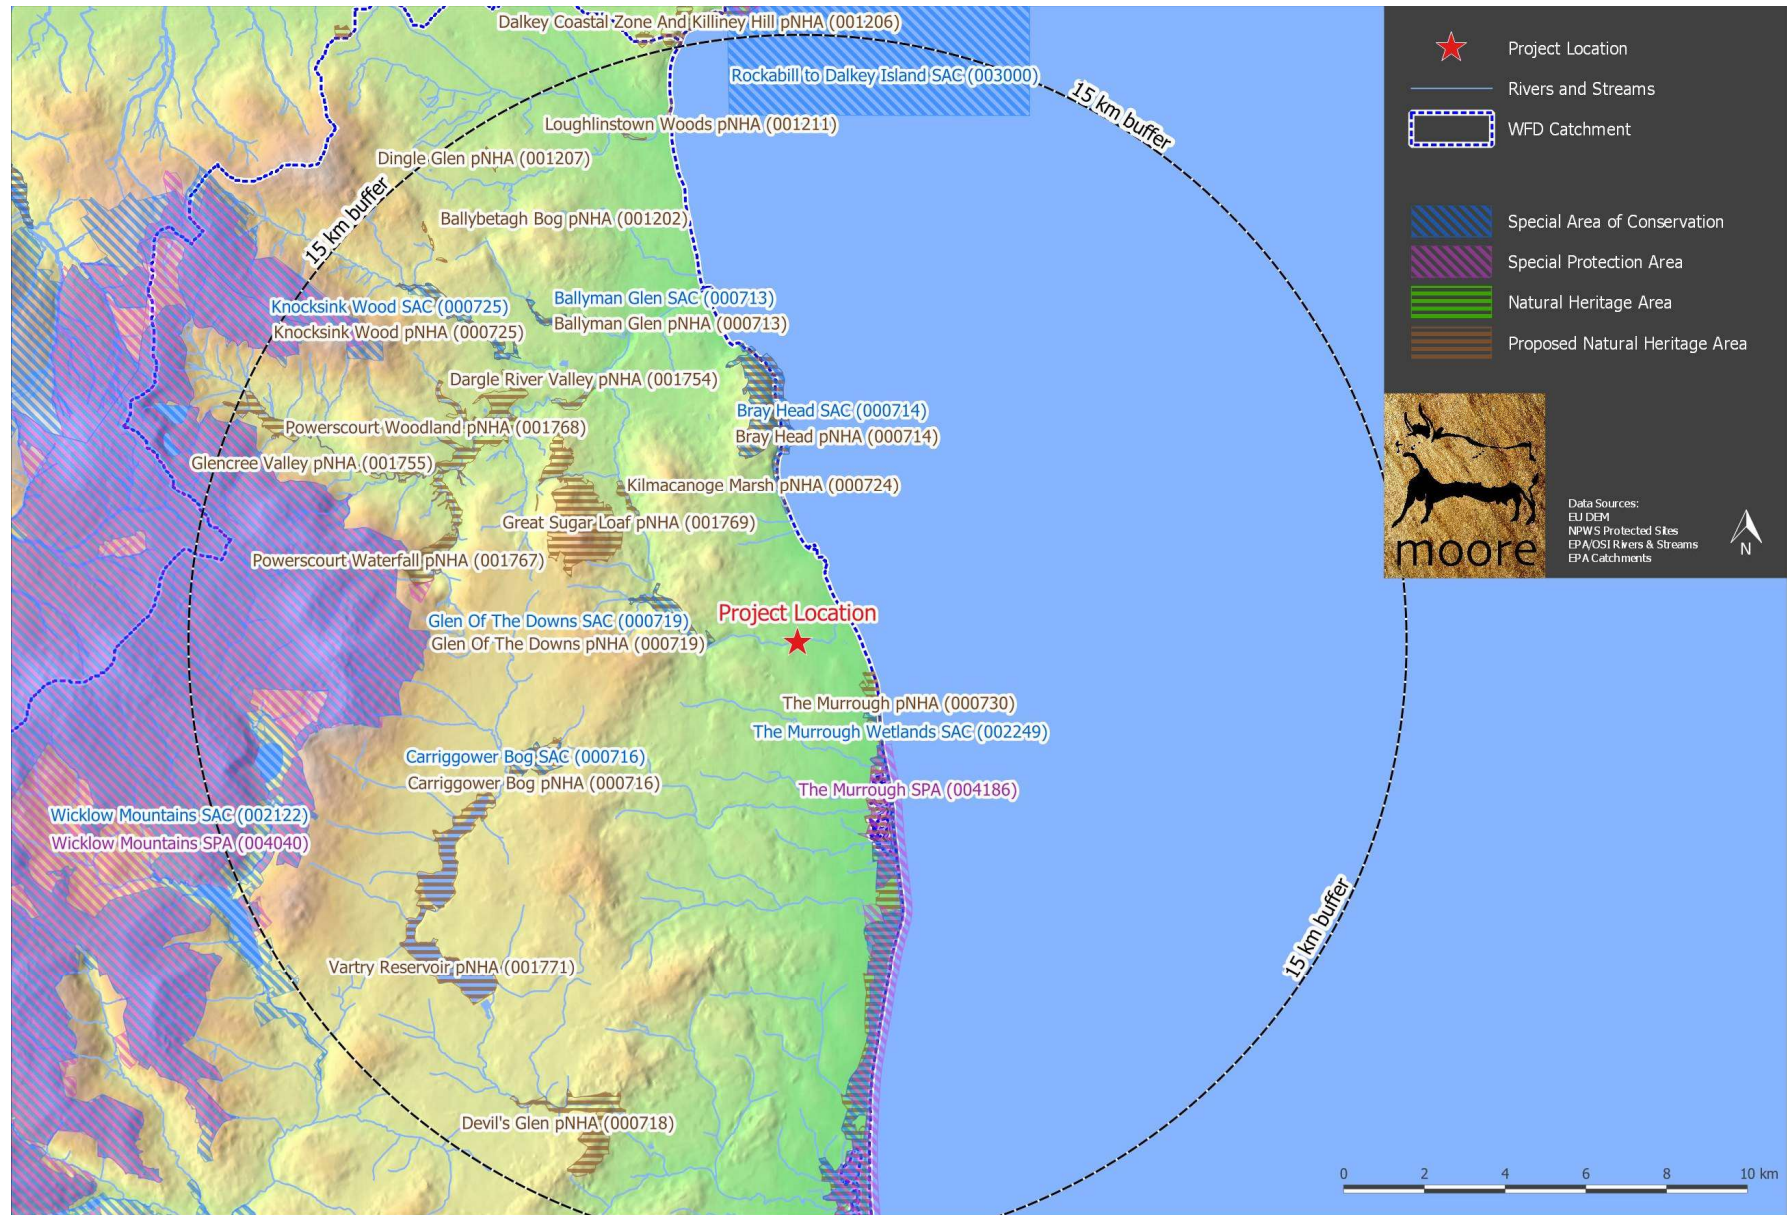 Dalkey Coastal Zone And Killiney Hill pNHA (001206)
Rockabill to Dalkey Island SAC (003000)
15 km buffer
Loughlinstown Woods pNHA (001211)
Dingle Glen pNHA (001207)
15 km buffer
Ballybetagh Bog pNHA (001202)
Knocksink Wood SAC (000725)
Knocksink Wood pNHA (000725)
Ballyman Glen SAC (000713)
Ballyman Glen pNHA (000713)
Dargle River Valley pNHA (001754)
Bray Head SAC (000714)
Bray Head pNHA (000714)
Powerscourt Woodland pNHA (001768)
Glencree Valley pNHA (001755)
Kilmacanoge Marsh pNHA (000724)
Great Sugar Loaf pNHA (001769)
Powerscourt Waterfall pNHA (001767)
Glen Of The Downs SAC (000719)
Glen Of The Downs pNHA (000719)
Project Location
The Murrough pNHA (000730)
The Murrough Wetlands SAC (002249)
Carriggower Bog SAC (000716)
Carriggower Bog pNHA (000716)
The Murrough SPA (004186)
Wicklow Mountains SAC (002122)
Wicklow Mountains SPA (004040)
15 km buffer
Vartry Reservoir pNHA (001771)
Devil's Glen pNHA (000718)
Project Location
Rivers and Streams
WFD Catchment
Special Area of Conservation
Special Protection Area
Natural Heritage Area
Proposed Natural Heritage Area
moore
Data Sources:
EU DEM
NPWS Protected Sites
EPA/OSI Rivers & Streams
EPA Catchments
N
0 2 4 6 8 10 km